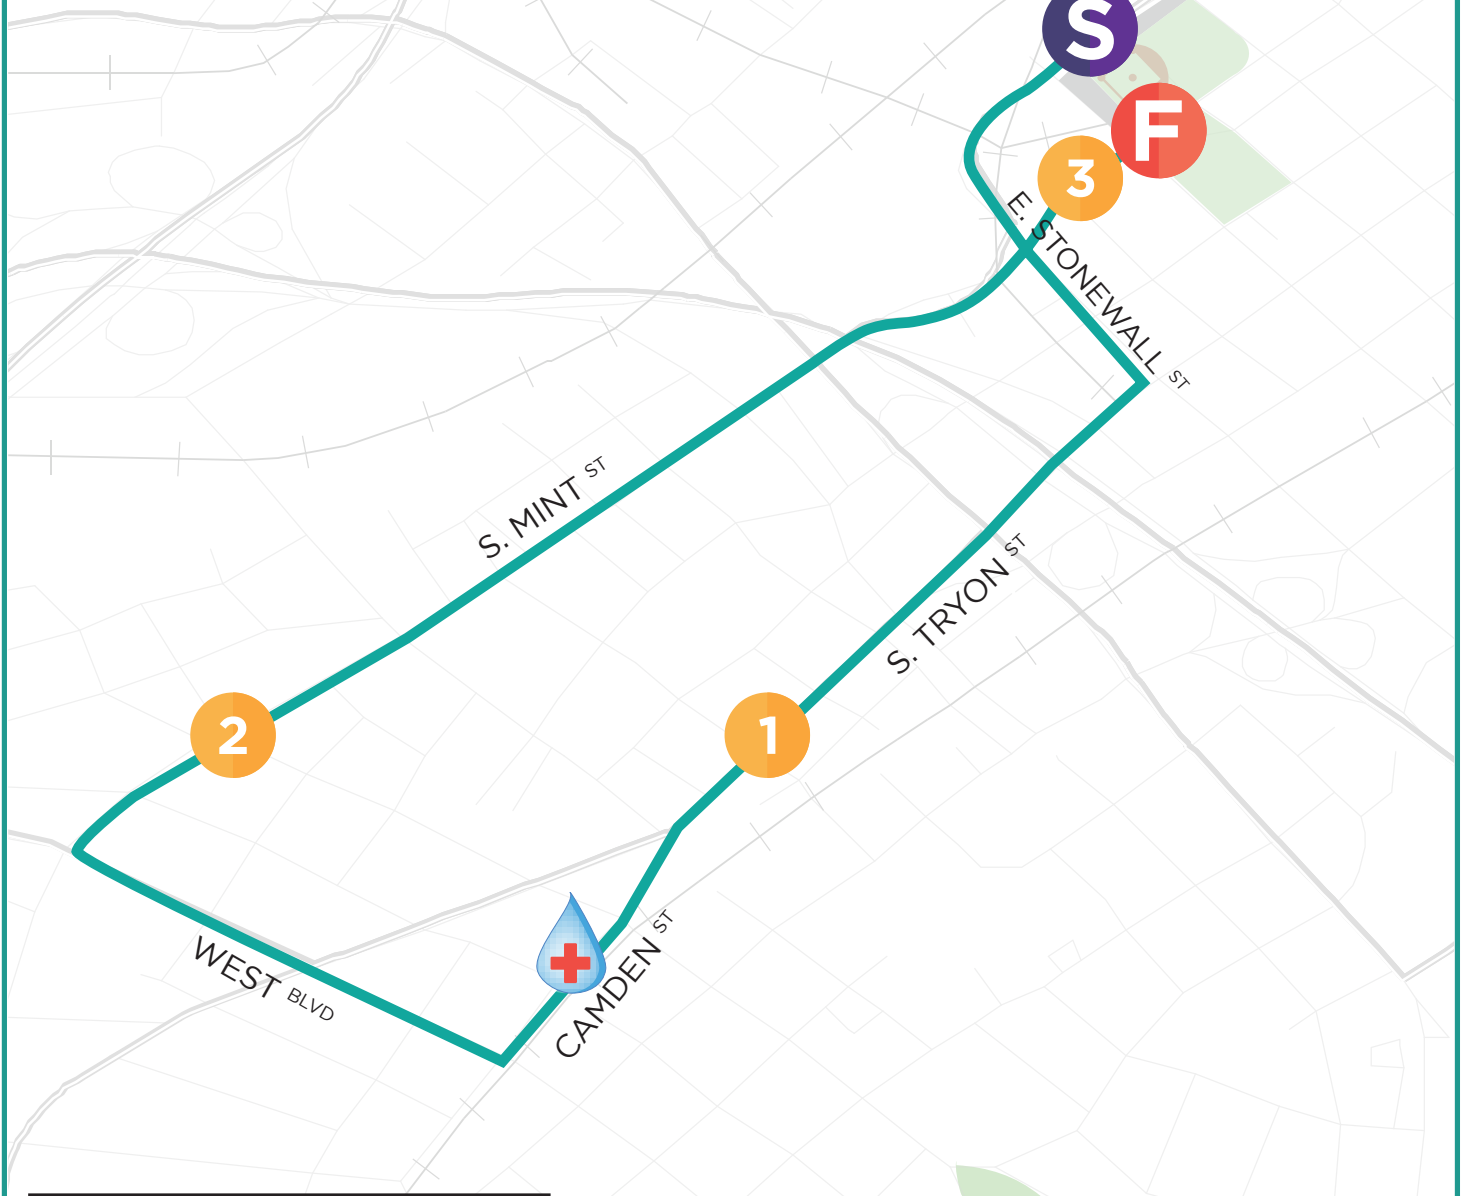 S
F
3
E. STONEWALL ST
S. MINT ST
S. TRYON ST
2
1
CAMDEN ST
WEST BLVD